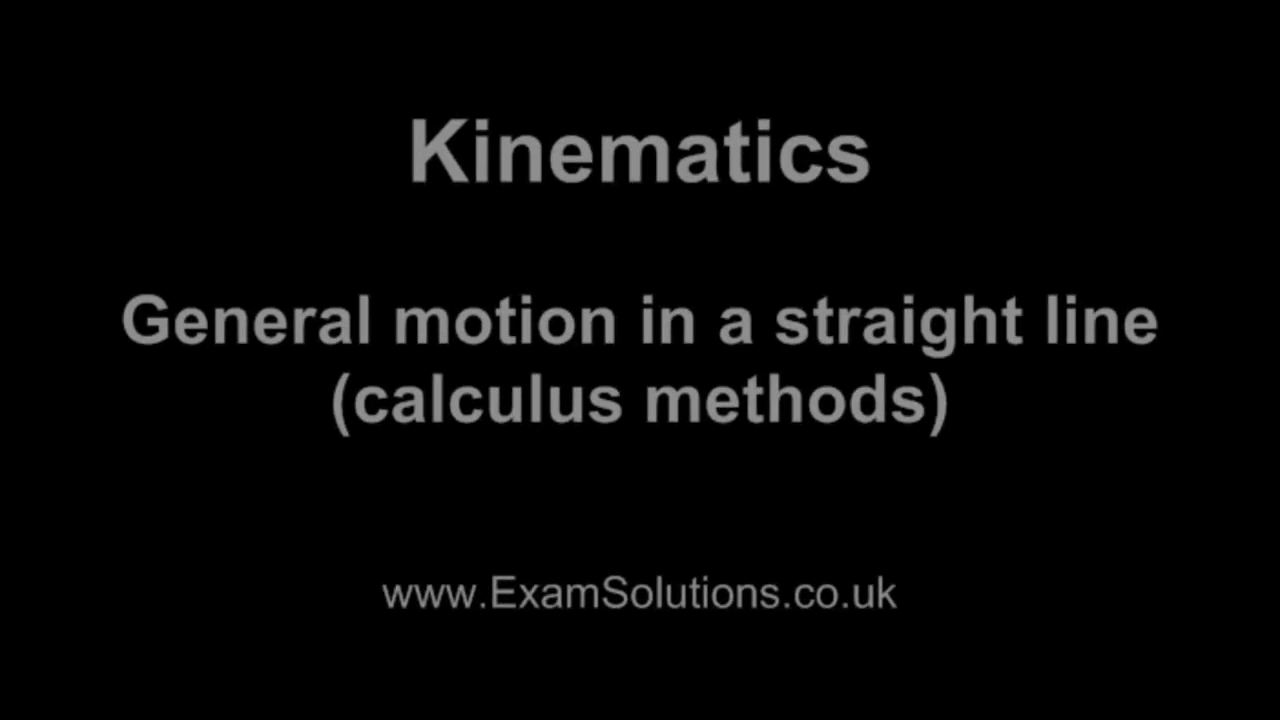 Kinematics
General motion in a straight line
(calculus methods)
www.ExamSolutions.co.uk